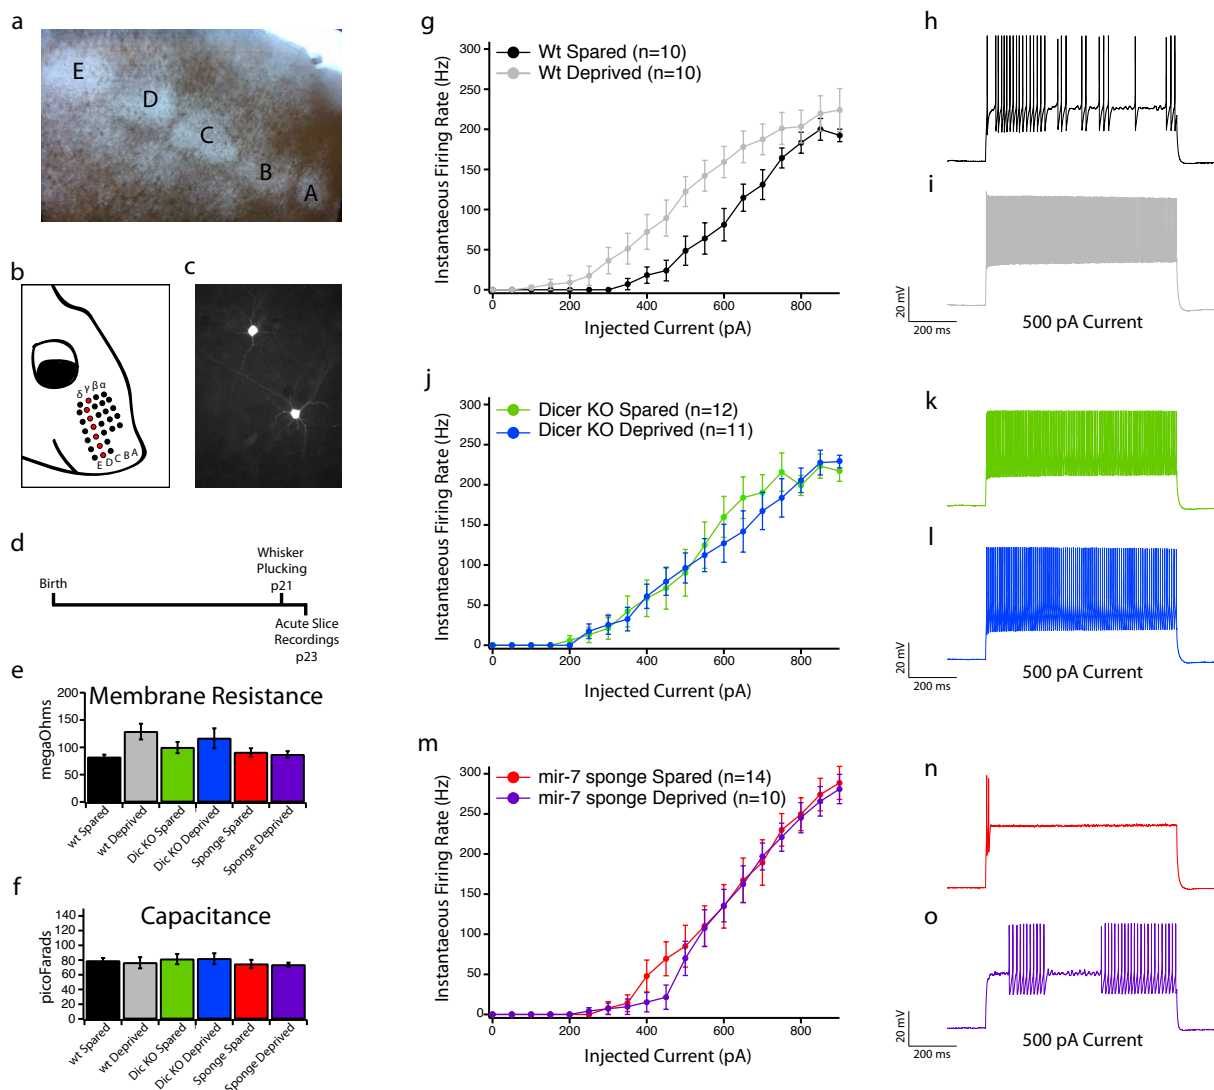 a
E
D
C
B
A
b
δ γ β α
E D C B A
c
d
Birth
Whisker
Plucking
p21
Acute Slice
Recordings
p23
e
Membrane Resistance
megaOhms
200
150
100
50
0
wt Spared
wt Deprived
Dic KO Spared
Dic KO Deprived
Sponge Spared
Sponge Deprived
f
Capacitance
picoFarads
140
120
100
80
60
40
20
0
wt Spared
wt Deprived
Dic KO Spared
Dic KO Deprived
Sponge Spared
Sponge Deprived
g
Wt Spared (n=10)
Wt Deprived (n=10)
Instantaeous Firing Rate (Hz)
300
250
200
150
100
50
0
0 200 400 600 800
Injected Current (pA)
h
i
20 mV
200 ms
500 pA Current
j
Dicer KO Spared (n=12)
Dicer KO Deprived (n=11)
Instantaeous Firing Rate (Hz)
300
250
200
150
100
50
0
0 200 400 600 800
Injected Current (pA)
k
l
20 mV
200 ms
500 pA Current
m
mir-7 sponge Spared (n=14)
mir-7 sponge Deprived (n=10)
Instantaeous Firing Rate (Hz)
300
250
200
150
100
50
0
0 200 400 600 800
Injected Current (pA)
n
o
20 mV
200 ms
500 pA Current